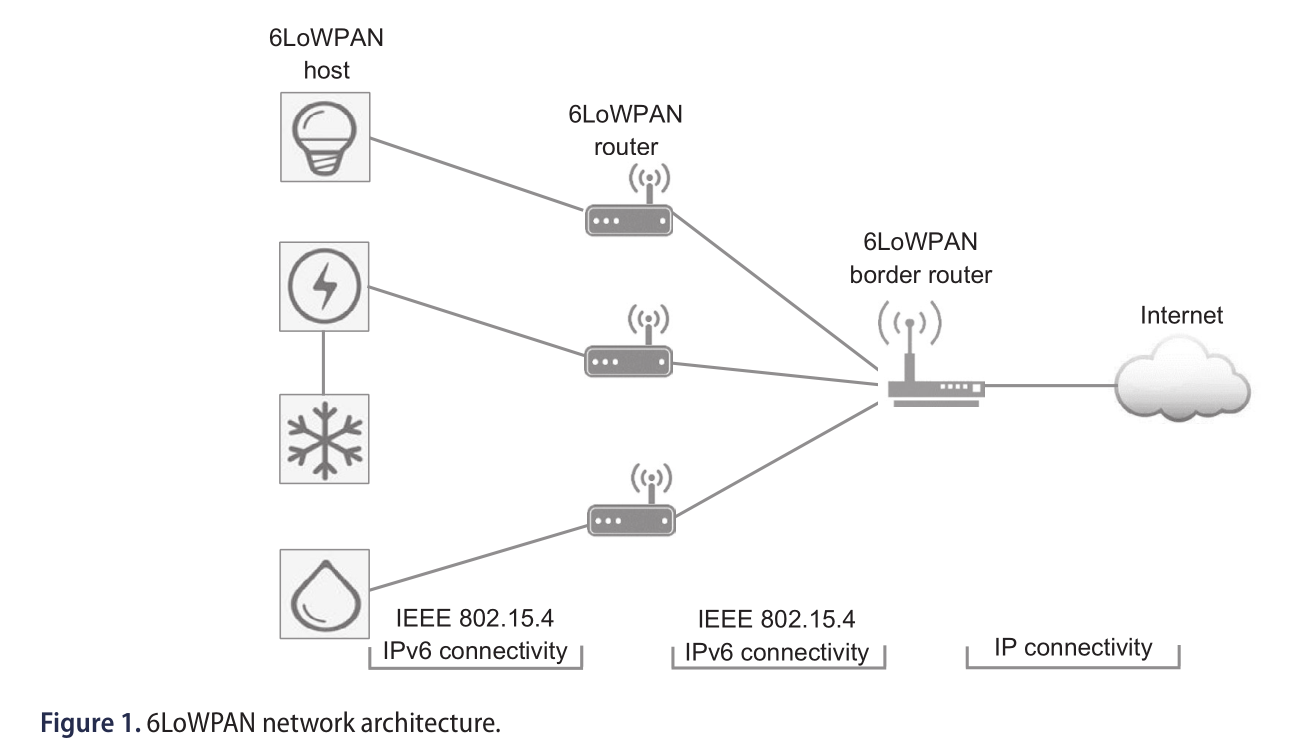 6LoWPAN
host
6LoWPAN
router
6LoWPAN
border router
Internet
IEEE 802.15.4
IPv6 connectivity
IEEE 802.15.4
IPv6 connectivity
IP connectivity
Figure 1. 6LoWPAN network architecture.